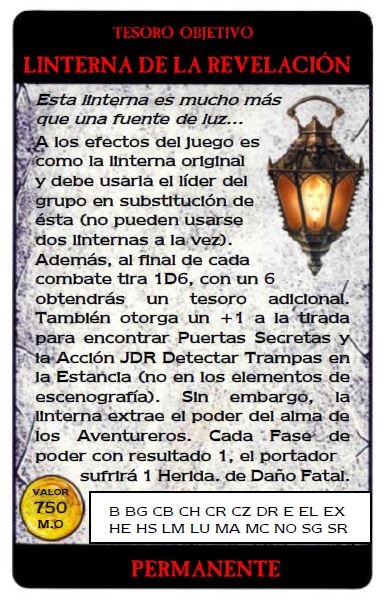 TESORO OBJETIVO
LINTERNA DE LA REVELACIÓN
Esta linterna es mucho más
que una fuente de luz...
A los efectos del juego es
como la linterna original
y debe usarla el líder del
grupo en substitución de
ésta (no pueden usarse
dos linternas a la vez).
Además, al final de cada
combate tira 1D6, con un 6
obtendrás un tesoro adicional.
También otorga un +1 a la tirada
para encontrar Puertas Secretas y
la Acción JDR Detectar Trampas en
la Estancia (no en los elementos de
escenografía). Sin embargo, la
linterna extrae el poder del alma de
los Aventureros. Cada Fase de
poder con resultado 1, el portador
sufrirá 1 Herida. de Daño Fatal.
VALOR
750
M.O
B BG CB CH CR CZ DR E EL EX
HE HS LM LU MA MC NO SG SR
PERMANENTE